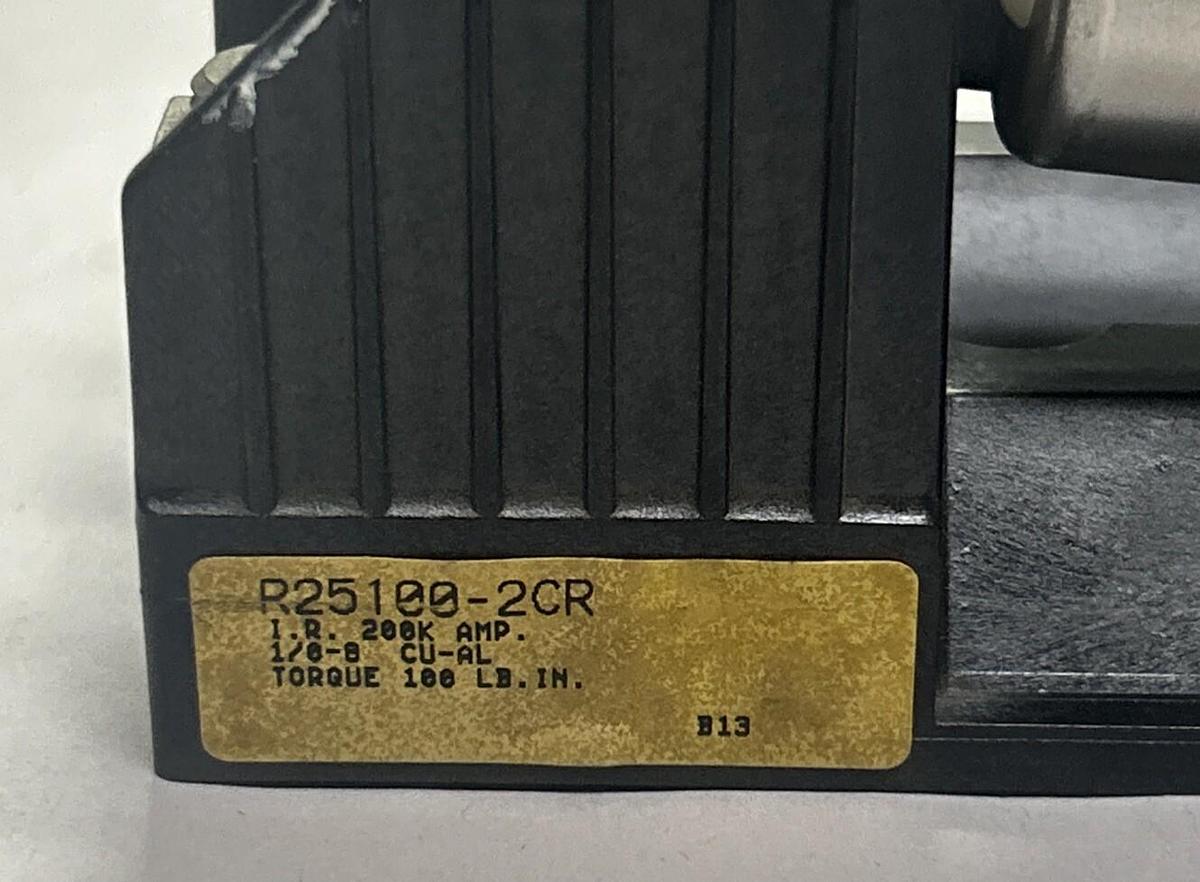 R25100-2CR
I.R. 200K AMP.
1/0-8 CU-AL
TORQUE 100 LB.IN.
B13